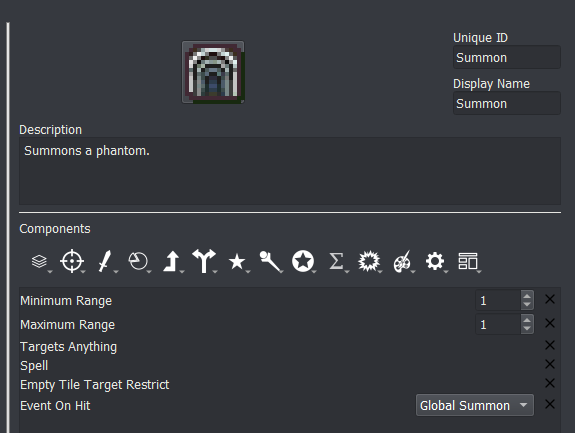 Unique ID
Summon
Display Name
Summon
Description
Summons a phantom.
Components
Minimum Range 1
Maximum Range 1
Targets Anything
Spell
Empty Tile Target Restrict
Event On Hit Global Summon